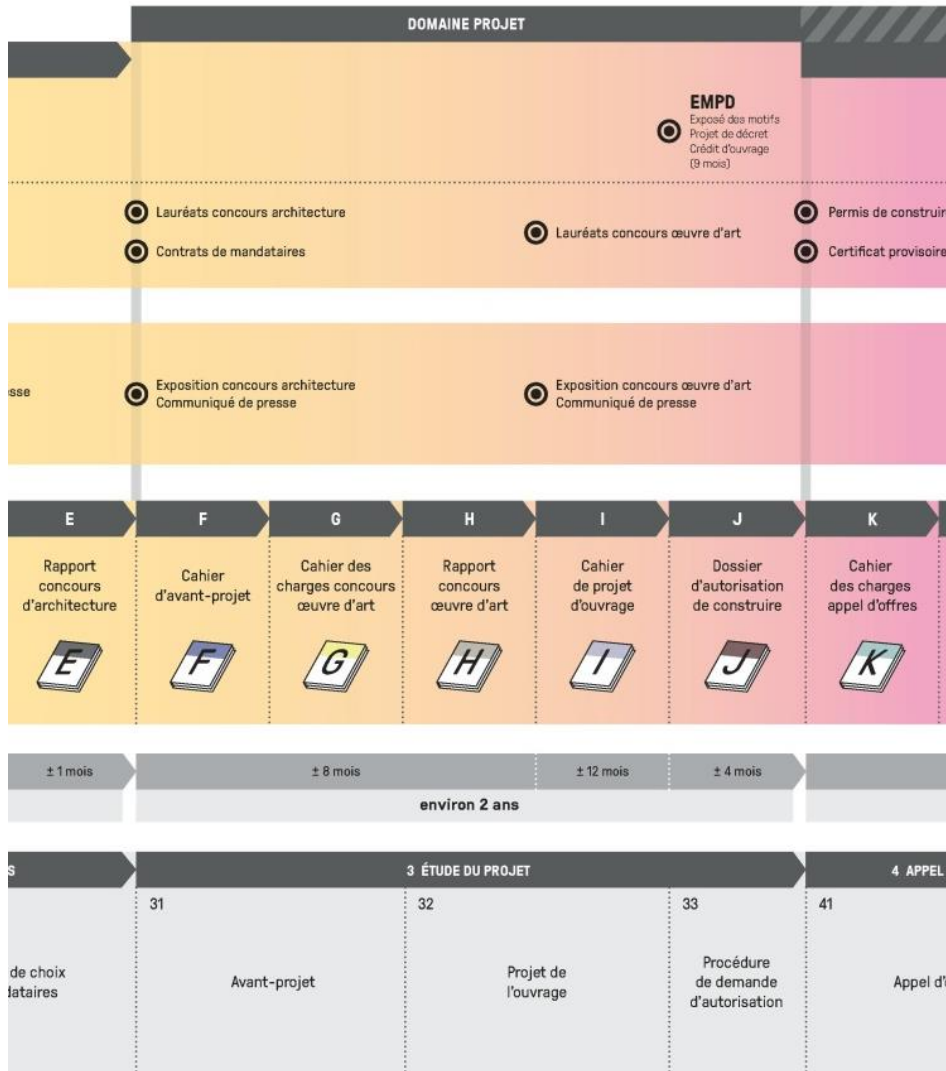 DOMAINE PROJET
EMPD
Exposé des motifs
Projet de décret
Crédit d'ouvrage
(9 mois)
Lauréats concours architecture
Contrats de mandataires
Lauréats concours œuvre d'art
Permis de construir
Certificat provisoire
esse
Exposition concours architecture
Communiqué de presse
Exposition concours œuvre d'art
Communiqué de presse
E
F
G
H
I
J
K
Rapport
concours
d'architecture
Cahier
d'avant-projet
Cahier des
charges concours
œuvre d'art
Rapport
concours
œuvre d'art
Cahier
de projet
d'ouvrage
Dossier
d'autorisation
de construire
Cahier
des charges
appel d'offres
E
F
G
H
I
J
K
± 1 mois
± 8 mois
± 12 mois
± 4 mois
environ 2 ans
S
3 ÉTUDE DU PROJET
4 APPEL
31
32
33
41
de choix
dataires
Avant-projet
Projet de
l'ouvrage
Procédure
de demande
d'autorisation
Appel d'o